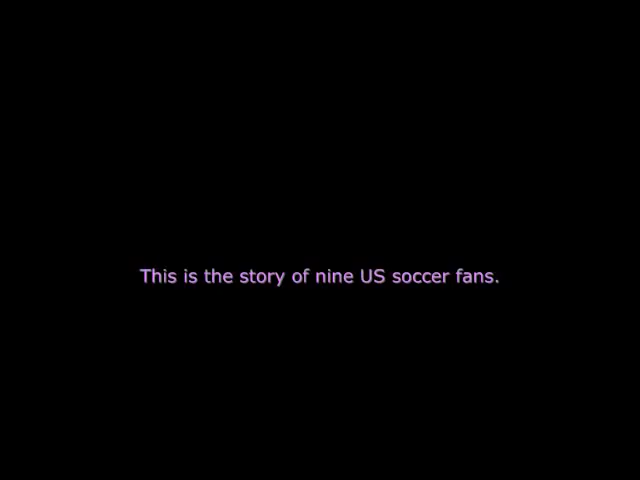 This is the story of nine US soccer fans.